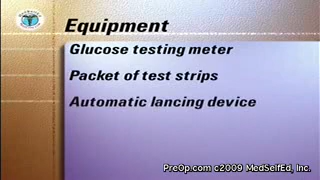 Equipment
Glucose testing meter
Packet of test strips
Automatic lancing device
PreOp.com c2009 MedSelfEd, Inc.